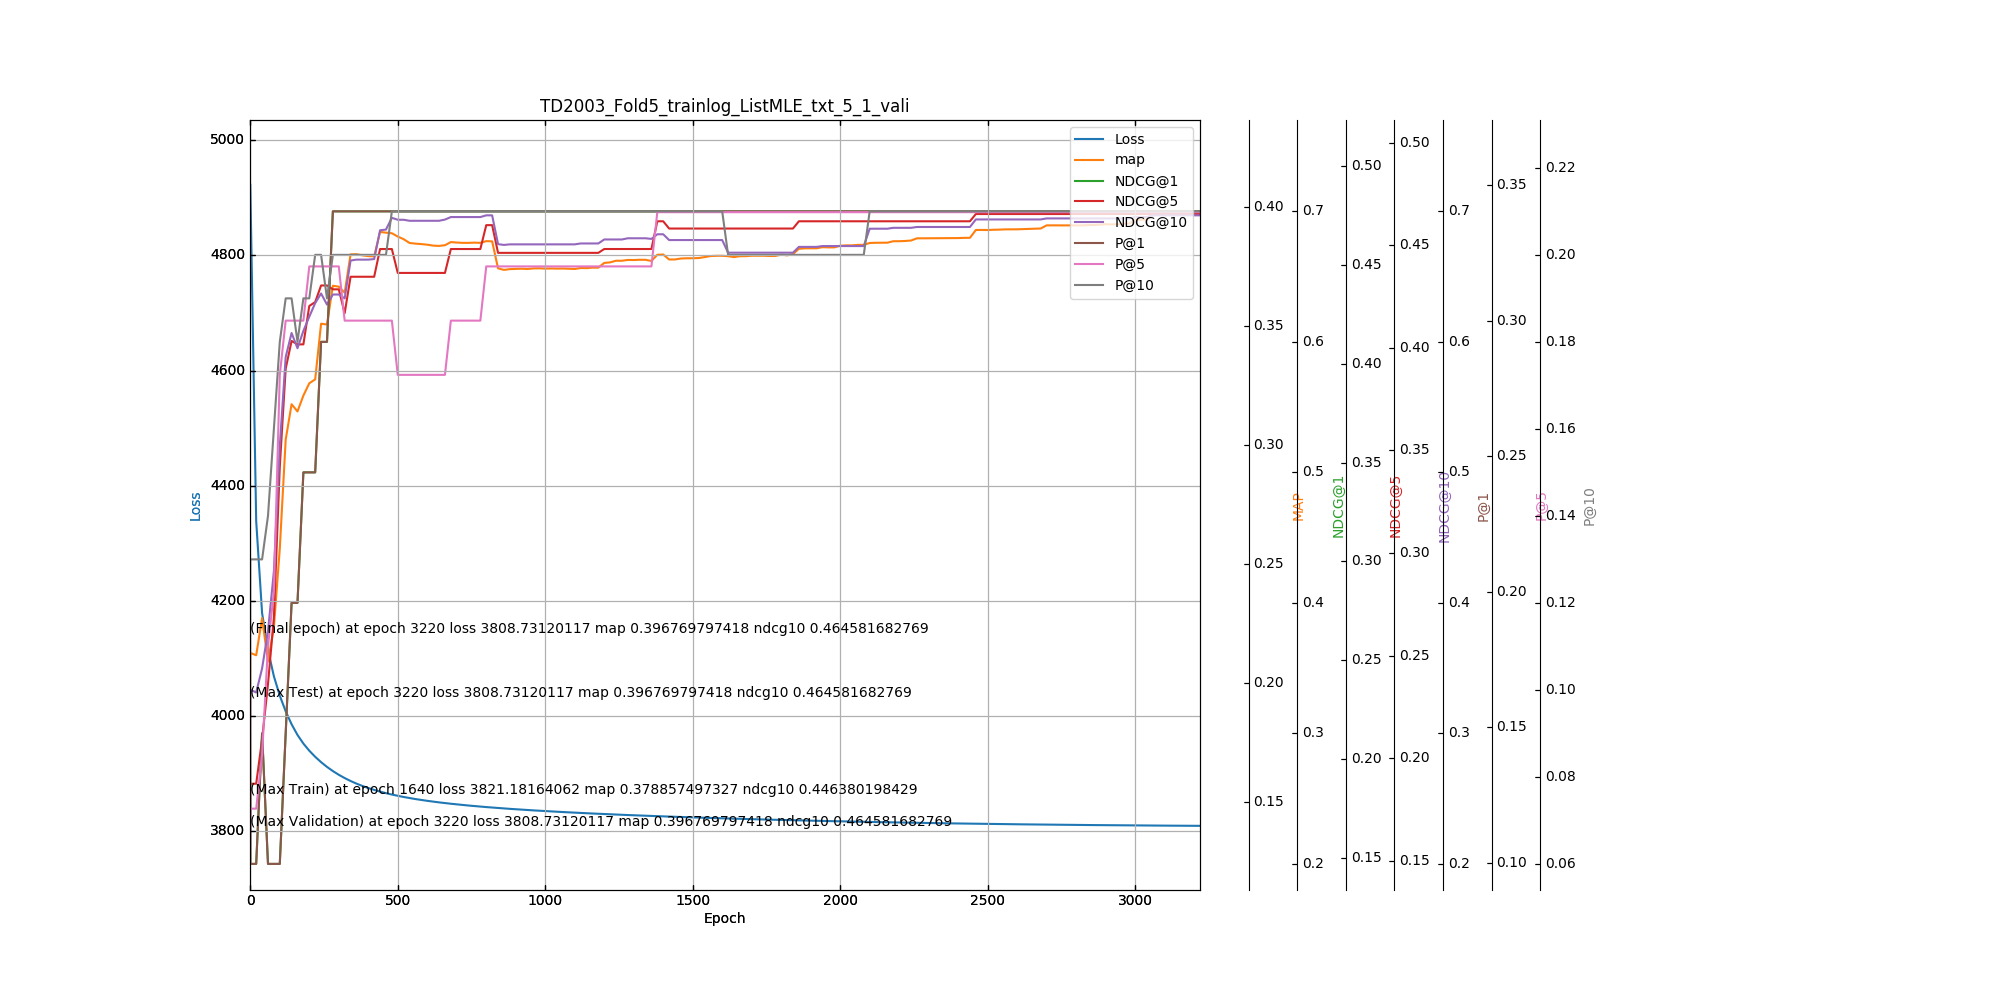 TD2003_Fold5_trainlog_ListMLE_txt_5_1_vali
5000
4800
4600
4400
4200
4000
3800
Loss
0 500 1000 1500 2000 2500 3000
Epoch
Loss
map
NDCG@1
NDCG@5
NDCG@10
P@1
P@5
P@10
(Final epoch) at epoch 3220 loss 3808.73120117 map 0.396769797418 ndcg10 0.464581682769
(Max Test) at epoch 3220 loss 3808.73120117 map 0.396769797418 ndcg10 0.464581682769
(Max Train) at epoch 1640 loss 3821.18164062 map 0.378857497327 ndcg10 0.446380198429
(Max Validation) at epoch 3220 loss 3808.73120117 map 0.396769797418 ndcg10 0.464581682769
0.40
0.35
0.30
0.25
0.20
0.15
MAP
0.7
0.6
0.5
0.4
0.3
0.2
NDCG@1
0.50
0.45
0.40
0.35
0.30
0.25
0.20
0.15
NDCG@5
0.50
0.45
0.40
0.35
0.30
0.25
0.20
0.15
NDCG@10
0.7
0.6
0.5
0.4
0.3
0.2
P@1
0.35
0.30
0.25
0.20
0.15
0.10
P@5
0.22
0.20
0.18
0.16
0.14
0.12
0.10
0.08
0.06
P@10